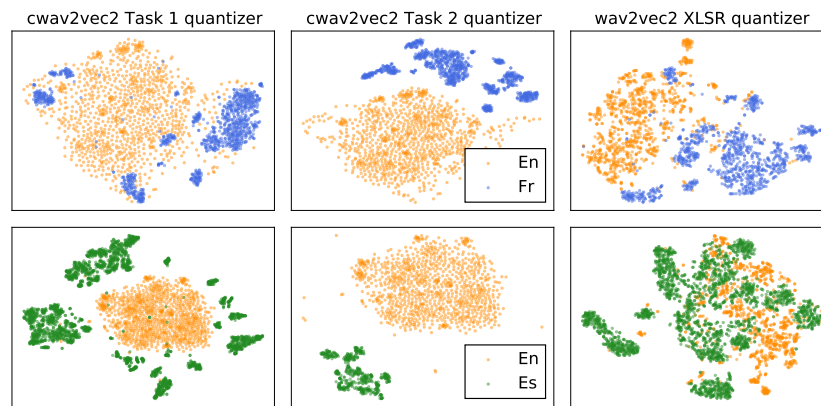 cwav2vec2 Task 1 quantizer
cwav2vec2 Task 2 quantizer
wav2vec2 XLSR quantizer
En
Fr
En
Es